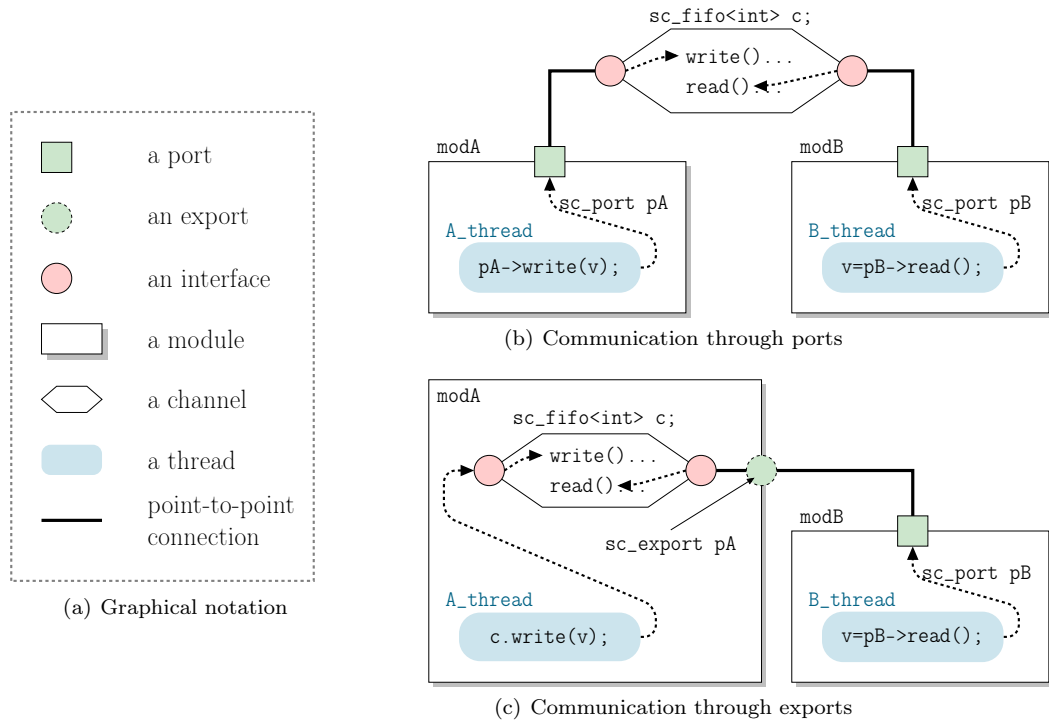 a port
an export
an interface
a module
a channel
a thread
point-to-point
connection
(a) Graphical notation
sc_fifo<int> c;
write()...
read()...
modA
sc_port pA
A_thread
pA->write(v);
modB
sc_port pB
B_thread
v=pB->read();
(b) Communication through ports
modA
sc_fifo<int> c;
write()...
read()...
sc_export pA
A_thread
c.write(v);
modB
sc_port pB
B_thread
v=pB->read();
(c) Communication through exports